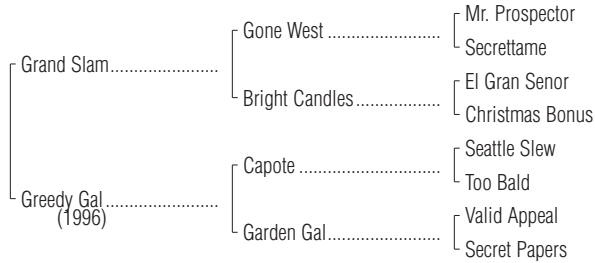 Mr. Prospector
Gone West
Secrettame
Grand Slam
El Gran Senor
Bright Candles
Christmas Bonus
Seattle Slew
Capote
Too Bald
Greedy Gal
(1996)
Valid Appeal
Garden Gal
Secret Papers